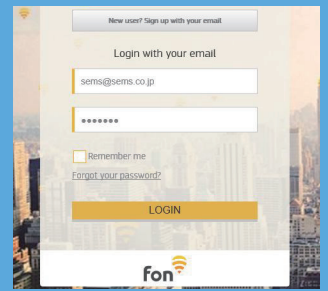 New user? Sign up with your email
Login with your email
sems@sems.co.jp
•••••••
Remember me
Forgot your password?
LOGIN
fon